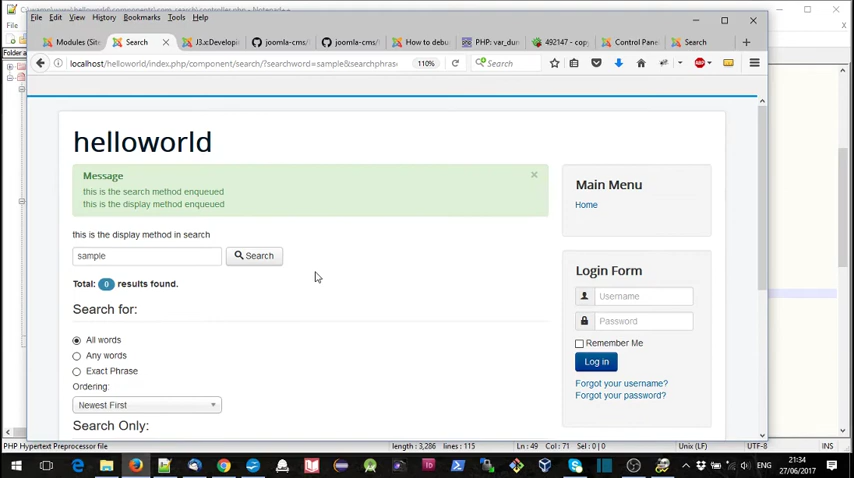 File Edit View History Bookmarks Tools Help
Modules (Sit
Search
J3.x:Developi
joomla-cms/
joomla-cms/
How to debu
PHP: var_du
492147 - cop
Control Pane
Search
localhost/helloworld/index.php/component/search/?searchword=sample&searchphras
110%
Search
helloworld
Message
this is the search method enqueued
this is the display method enqueued
this is the display method in search
sample
Search
Total: 0 results found.
Search for:
All words
Any words
Exact Phrase
Ordering:
Newest First
Search Only:
Main Menu
Home
Login Form
Username
Password
Remember Me
Log in
Forgot your username?
Forgot your password?
PHP Hypertext Preprocessor file
length : 3,286 lines : 115
Ln : 49 Col : 71 Sel : 0 | 0
Unix (LF)
UTF-8
INS
ENG
21:34
27/06/2017